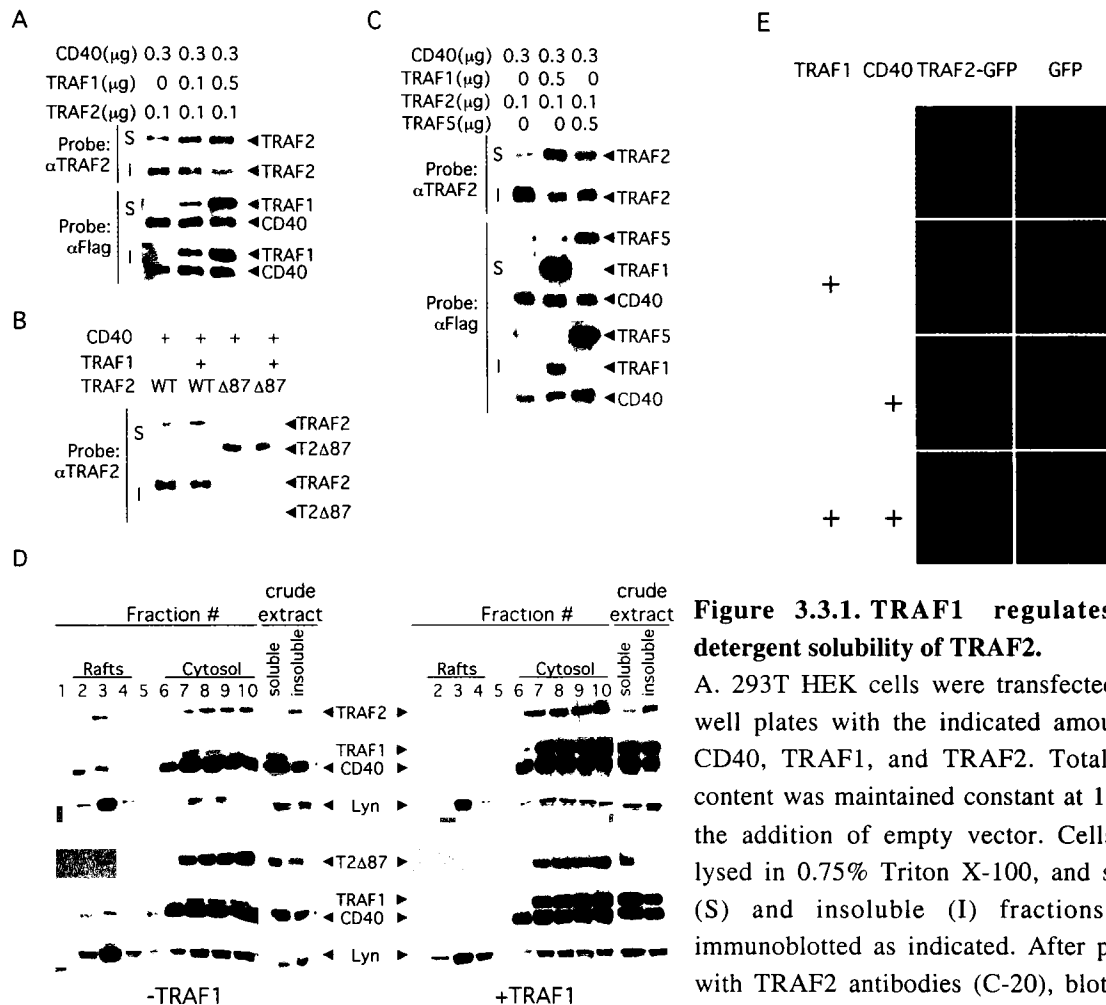 A
CD40(μg) 0.3 0.3 0.3
TRAF1(μg) 0 0.1 0.5
TRAF2(μg) 0.1 0.1 0.1
Probe: αTRAF2
S ◄TRAF2
I ◄TRAF2
Probe: αFlag
S ◄TRAF1
◄CD40
I ◄TRAF1
◄CD40
B
CD40 + + + +
TRAF1 + +
TRAF2 WT WT Δ87 Δ87
Probe: αTRAF2
S ◄TRAF2
◄T2Δ87
I ◄TRAF2
◄T2Δ87
C
CD40(μg) 0.3 0.3 0.3
TRAF1(μg) 0 0.5 0
TRAF2(μg) 0.1 0.1 0.1
TRAF5(μg) 0 0 0.5
Probe: αTRAF2
S ◄TRAF2
I ◄TRAF2
Probe: αFlag
S ◄TRAF5
◄TRAF1
◄CD40
I ◄TRAF5
◄TRAF1
◄CD40
E
TRAF1 CD40 TRAF2-GFP GFP
+
+
+ +
D
Fraction # crude extract
Rafts Cytosol soluble insoluble
1 2 3 4 5 6 7 8 9 10
Fraction # crude extract
Rafts Cytosol soluble insoluble
2 3 4 5 6 7 8 9 10
◄TRAF2 ►
TRAF1 ►
◄ CD40 ►
◄ Lyn ►
◄T2Δ87 ►
TRAF1 ►
◄ CD40 ►
◄ Lyn ►
-TRAF1 +TRAF1
Figure 3.3.1. TRAF1 regulates
detergent solubility of TRAF2.
A. 293T HEK cells were transfected
well plates with the indicated amou
CD40, TRAF1, and TRAF2. Total
content was maintained constant at 1
the addition of empty vector. Cells
lysed in 0.75% Triton X-100, and s
(S) and insoluble (I) fractions
immunoblotted as indicated. After p
with TRAF2 antibodies (C-20), blot